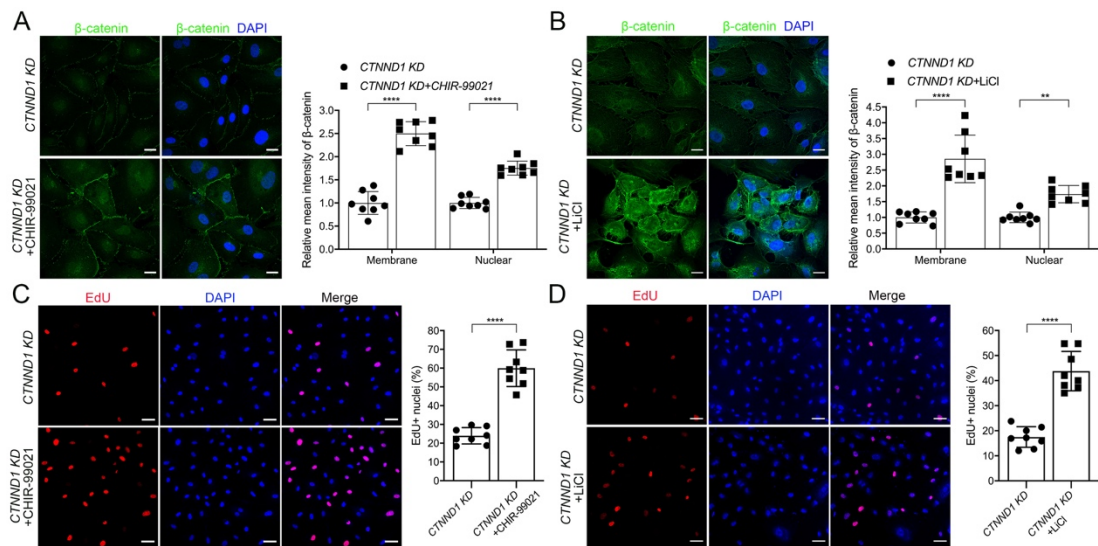 A
β-catenin
β-catenin DAPI
CTNND1 KD
CTNND1 KD
+CHIR-99021
CTNND1 KD
CTNND1 KD+CHIR-99021
Relative mean intensity of β-catenin
3.0
2.5
2.0
1.5
1.0
0.5
0.0
****
****
Membrane
Nuclear
B
β-catenin
β-catenin DAPI
CTNND1 KD
CTNND1 KD
+LiCl
CTNND1 KD
CTNND1 KD+LiCl
Relative mean intensity of β-catenin
4.5
4.0
3.5
3.0
2.5
2.0
1.5
1.0
0.5
0.0
****
**
Membrane
Nuclear
C
EdU
DAPI
Merge
CTNND1 KD
CTNND1 KD
+CHIR-99021
EdU+ nuclei (%)
80
70
60
50
40
30
20
10
0
****
CTNND1 KD
CTNND1 KD
+CHIR-99021
D
EdU
DAPI
Merge
CTNND1 KD
CTNND1 KD
+LiCl
EdU+ nuclei (%)
60
50
40
30
20
10
0
****
CTNND1 KD
CTNND1 KD
+LiCl